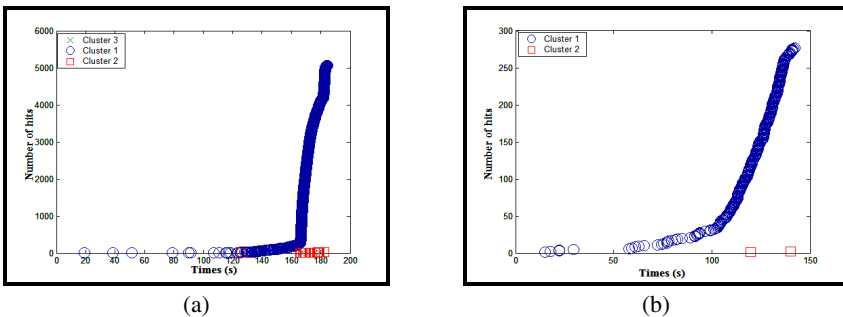 6000
5000
4000
3000
2000
1000
0
Number of hits
Cluster 3
Cluster 1
Cluster 2
0 20 40 60 80 100 120 140 160 180 200
Times (s)
(a)
300
250
200
150
100
50
0
Number of hits
Cluster 1
Cluster 2
0 50 100 150
Times (s)
(b)